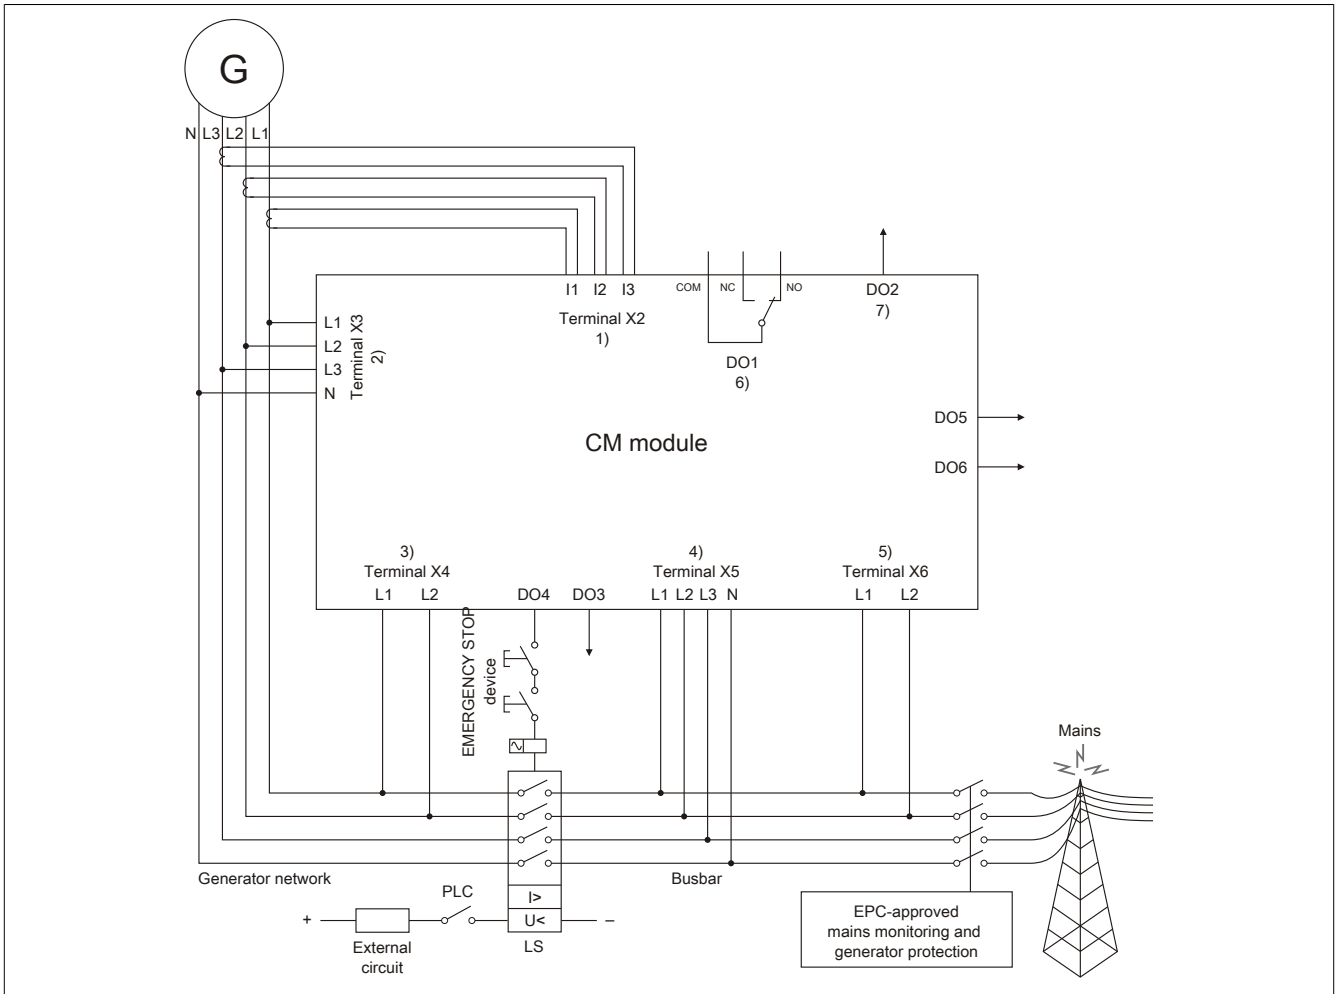 G
N L3 L2 L1
I1 I2 I3
Terminal X2
1)
COM NC NO
DO1
6)
DO2
7)
L1
L2
L3
N
Terminal X3
2)
DO5
DO6
CM module
3)
Terminal X4
L1 L2
DO4 DO3
4)
Terminal X5
L1 L2 L3 N
5)
Terminal X6
L1 L2
EMERGENCY STOP
device
Mains
Generator network
Busbar
PLC
I>
U<
LS
+
–
External
circuit
EPC-approved
mains monitoring and
generator protection